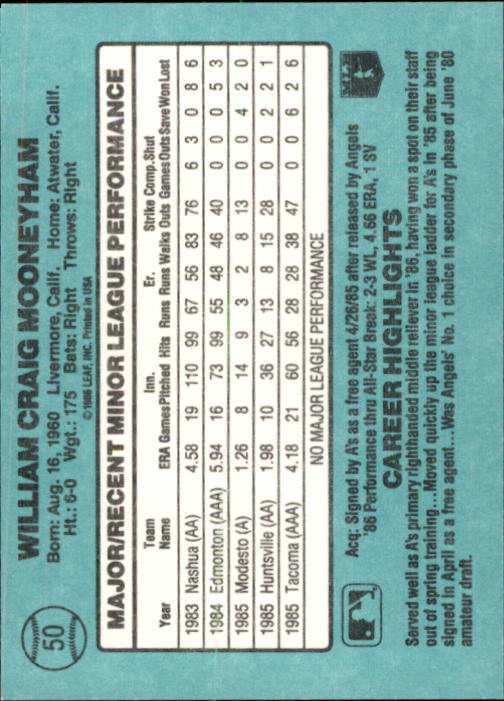 50
WILLIAM CRAIG MOONEYHAM
Born: Aug. 16, 1960 Livermore, Calif. Home: Atwater, Calif.
Ht.: 6-0 Wgt.: 175 Bats: Right Throws: Right
© 1986 LEAF, INC. Printed in USA
MAJOR/RECENT MINOR LEAGUE PERFORMANCE
Team Inn. Er. Strike Comp. Shut
Year Name ERA Games Pitched Hits Runs Runs Walks Outs Games Outs Save Won Lost
1983 Nashua (AA) 4.58 19 110 99 67 56 83 76 6 3 0 8 6
1984 Edmonton (AAA) 5.94 16 73 99 55 48 46 40 0 0 0 5 3
1985 Modesto (A) 1.26 8 14 9 3 2 8 13 0 0 4 2 0
1985 Huntsville (AA) 1.98 10 36 27 13 8 15 28 0 0 2 2 1
1985 Tacoma (AAA) 4.18 21 60 56 28 28 38 47 0 0 6 2 6
NO MAJOR LEAGUE PERFORMANCE
Acq: Signed by A's as a free agent 4/26/85 after released by Angels
'86 Performance thru All-Star Break: 2-3 WL, 4.66 ERA, 1 SV
CAREER HIGHLIGHTS
Served well as A's primary righthanded middle reliever in '86, having won a spot on their staff
out of spring training...Moved quickly up the minor league ladder for A's in '85 after being
signed in April as a free agent...Wes Angels' No. 1 choice in secondary phase of June '80
amateur draft.